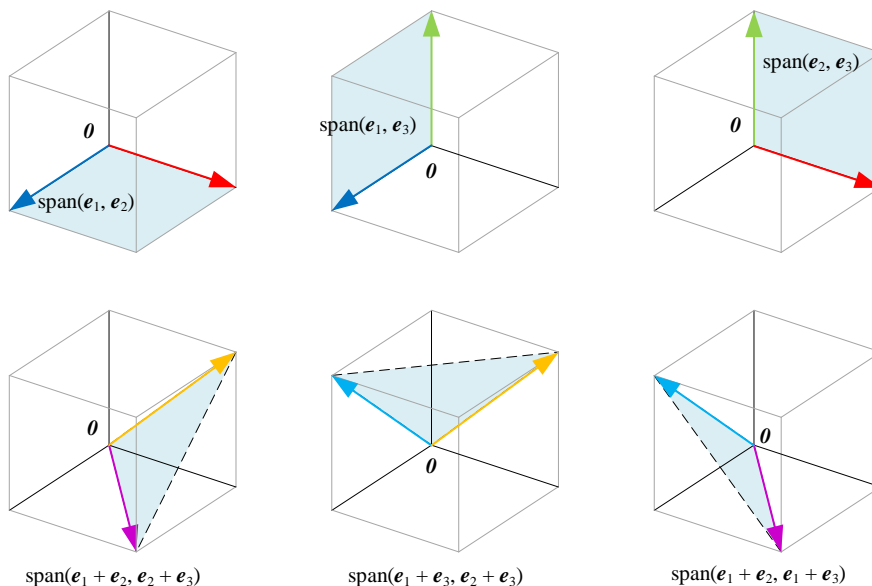 0
span(e₁, e₂)
span(e₁, e₃)
0
span(e₂, e₃)
0
0
span(e₁ + e₂, e₂ + e₃)
0
span(e₁ + e₃, e₂ + e₃)
0
span(e₁ + e₂, e₁ + e₃)